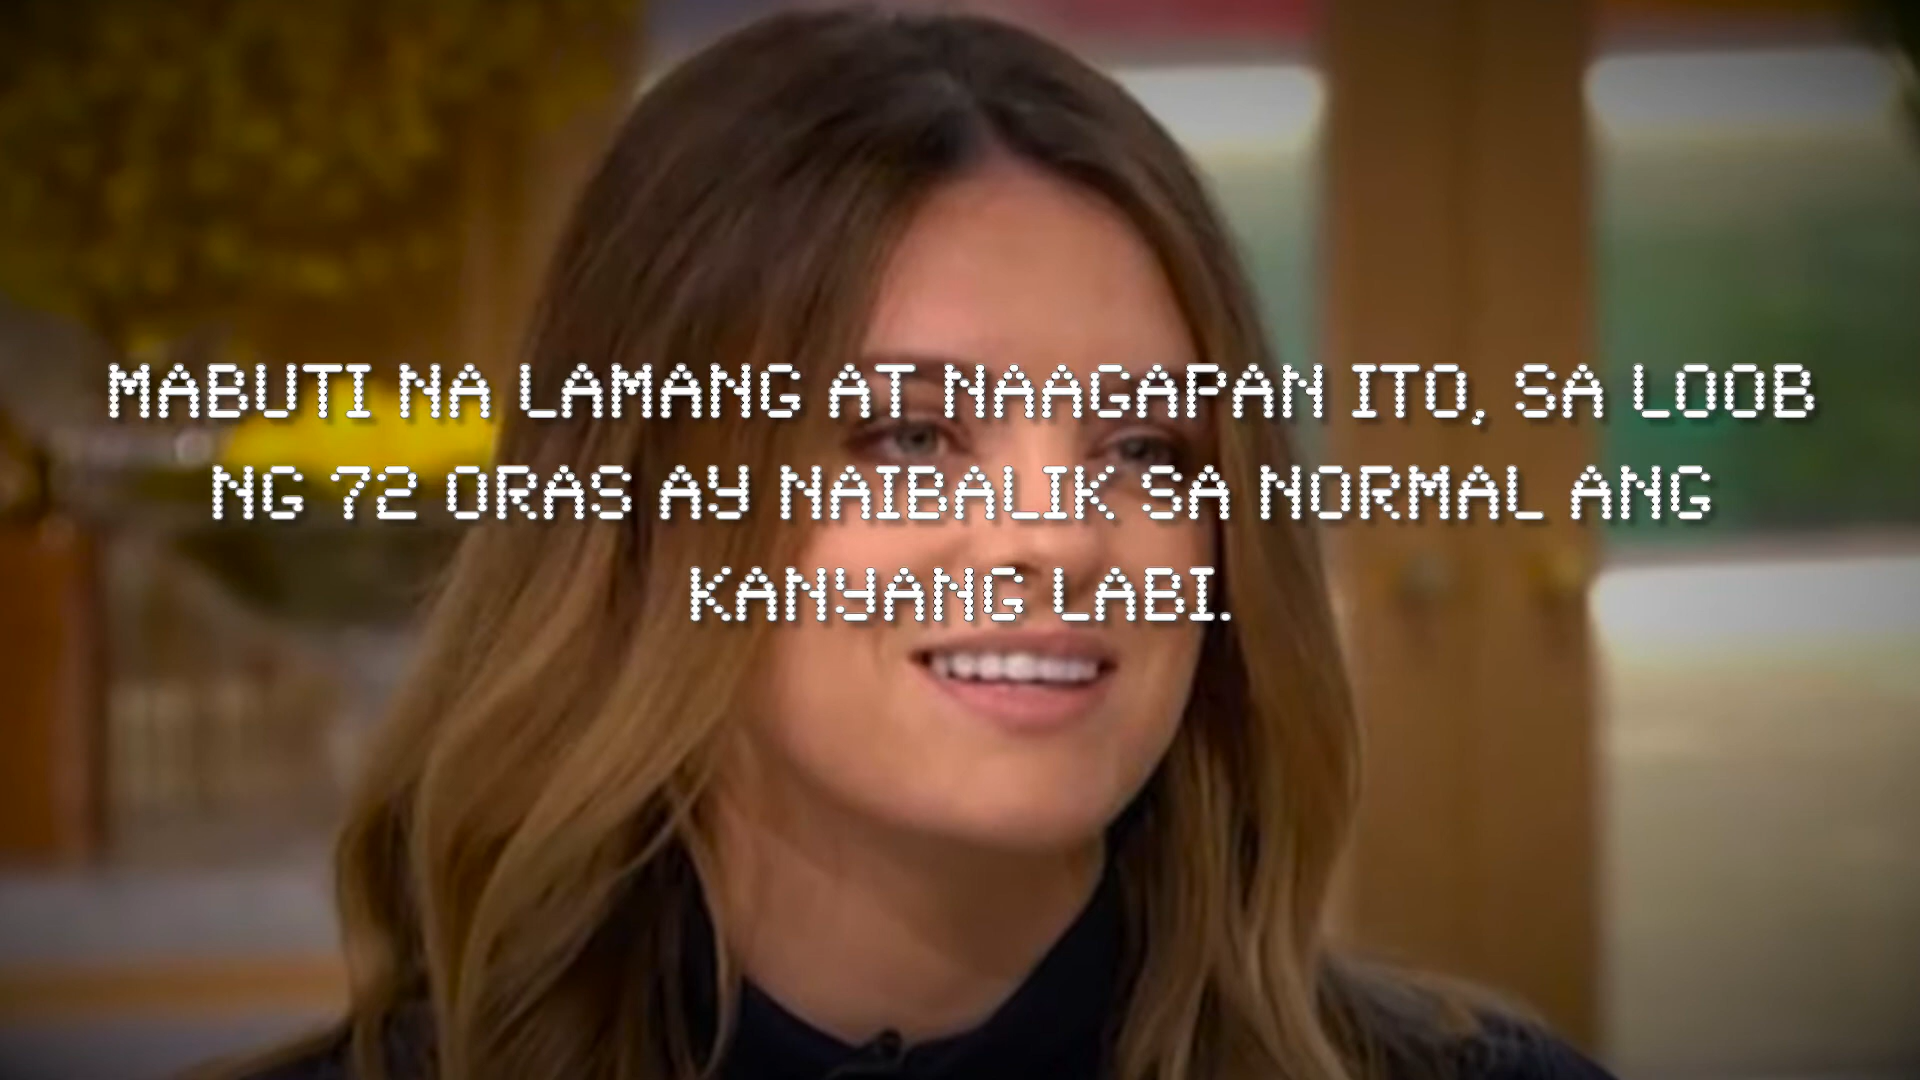 MABUTI NA LAMANG AT NAAGAPAN ITO, SA LOOB
NG 72 ORAS AY NAIBALIK SA NORMAL ANG
KANYANG LABI.